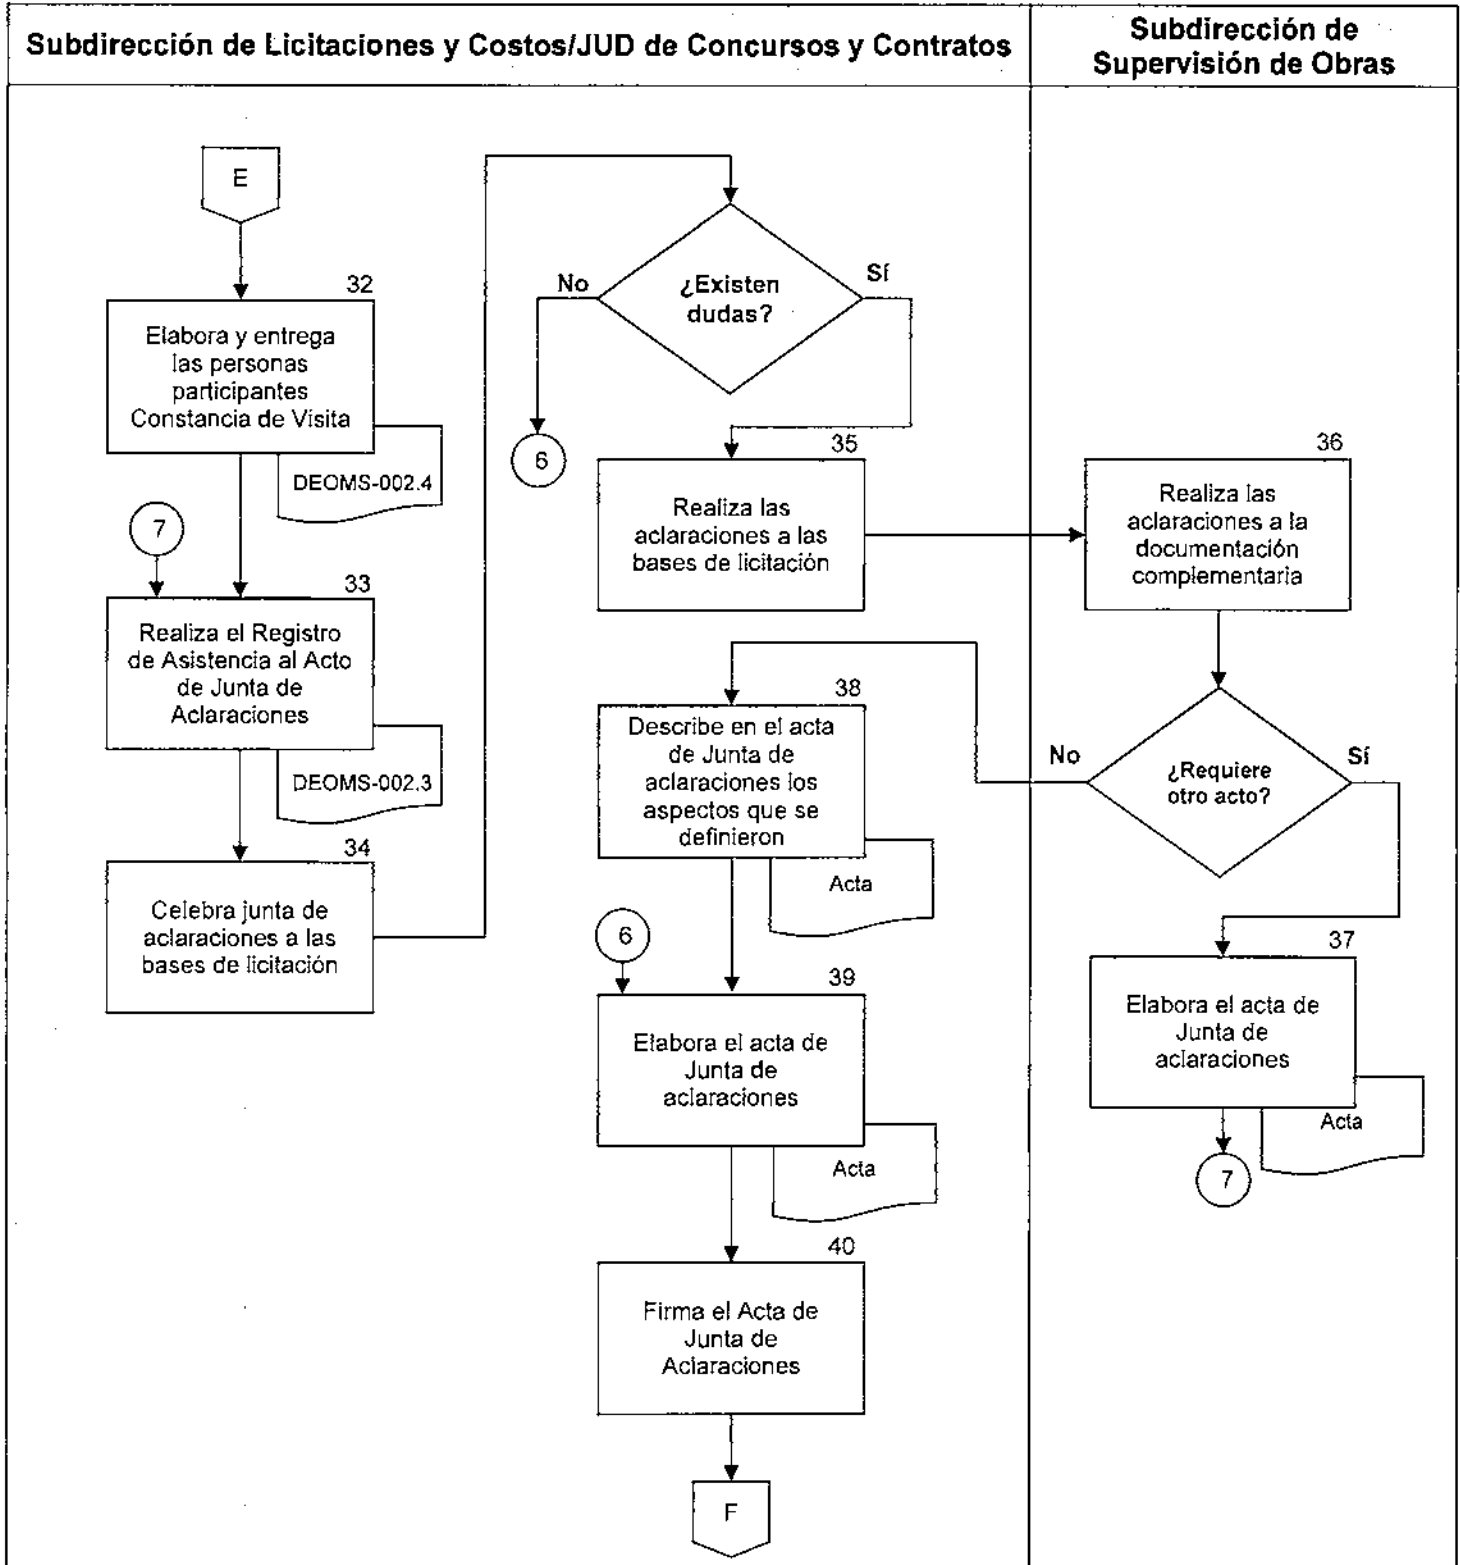 Subdirección de Licitaciones y Costos/JUD de Concursos y Contratos
Subdirección de
Supervisión de Obras
E
32
Elabora y entrega
las personas
participantes
Constancia de Visita
DEOMS-002.4
7
33
Realiza el Registro
de Asistencia al Acto
de Junta de
Aclaraciones
DEOMS-002.3
34
Celebra junta de
aclaraciones a las
bases de licitación
¿Existen
dudas?
No
Sí
6
35
Realiza las
aclaraciones a las
bases de licitación
36
Realiza las
aclaraciones a la
documentación
complementaria
¿Requiere
otro acto?
No
Sí
37
Elabora el acta de
Junta de
aclaraciones
Acta
7
38
Describe en el acta
de Junta de
aclaraciones los
aspectos que se
definieron
Acta
6
39
Elabora el acta de
Junta de
aclaraciones
Acta
40
Firma el Acta de
Junta de
Aclaraciones
F